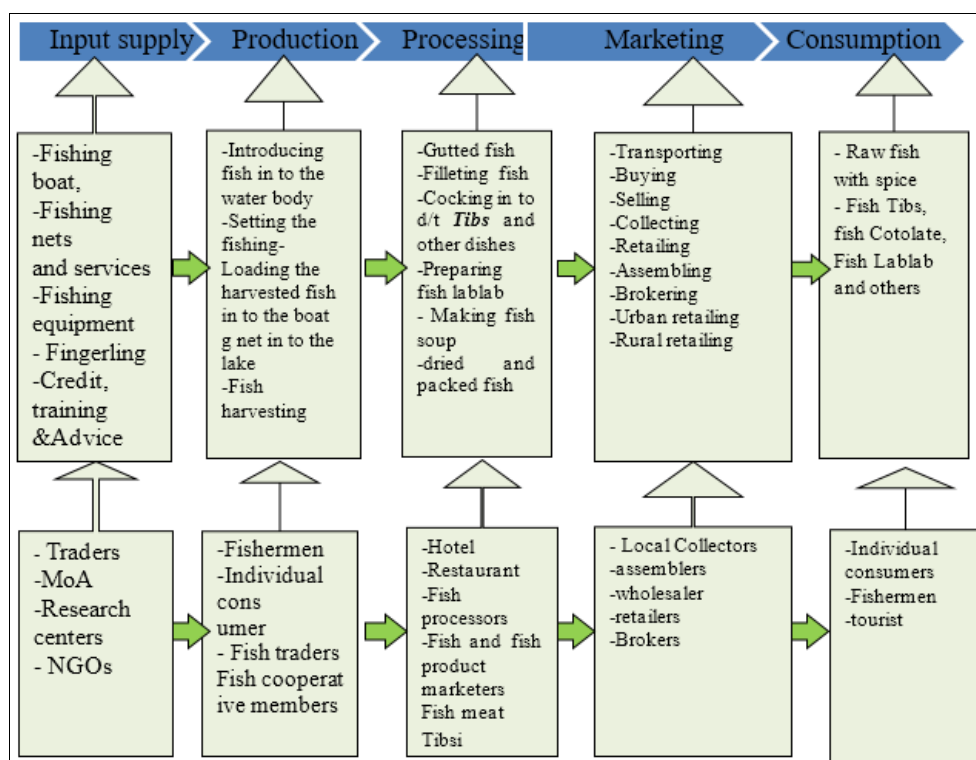 Input supply
Production
Processing
Marketing
Consumption
-Fishing
boat,
-Fishing
nets
and services
-Fishing
equipment
- Fingerling
-Credit,
training
&Advice
-Introducing
fish in to the
water body
-Setting the
fishing-
Loading the
harvested fish
in to the boat
g net in to the
lake
-Fish
harvesting
-Gutted fish
-Filleting fish
-Cocking in to
d/t Tibs and
other dishes
-Preparing
fish lablab
- Making fish
soup
-dried and
packed fish
-Transporting
-Buying
-Selling
-Collecting
-Retailing
-Assembling
-Brokering
-Urban retailing
-Rural retailing
- Raw fish
with spice
- Fish Tibs,
fish Cotolate,
Fish Lablab
and others
- Traders
-MoA
-Research
centers
- NGOs
-Fishermen
-Individual
cons
umer
- Fish traders
Fish cooperat
ive members
-Hotel
-Restaurant
-Fish
processors
-Fish and fish
product
marketers
Fish meat
Tibsi
- Local Collectors
-assemblers
-wholesaler
-retailers
-Brokers
-Individual
consumers
-Fishermen
-tourist